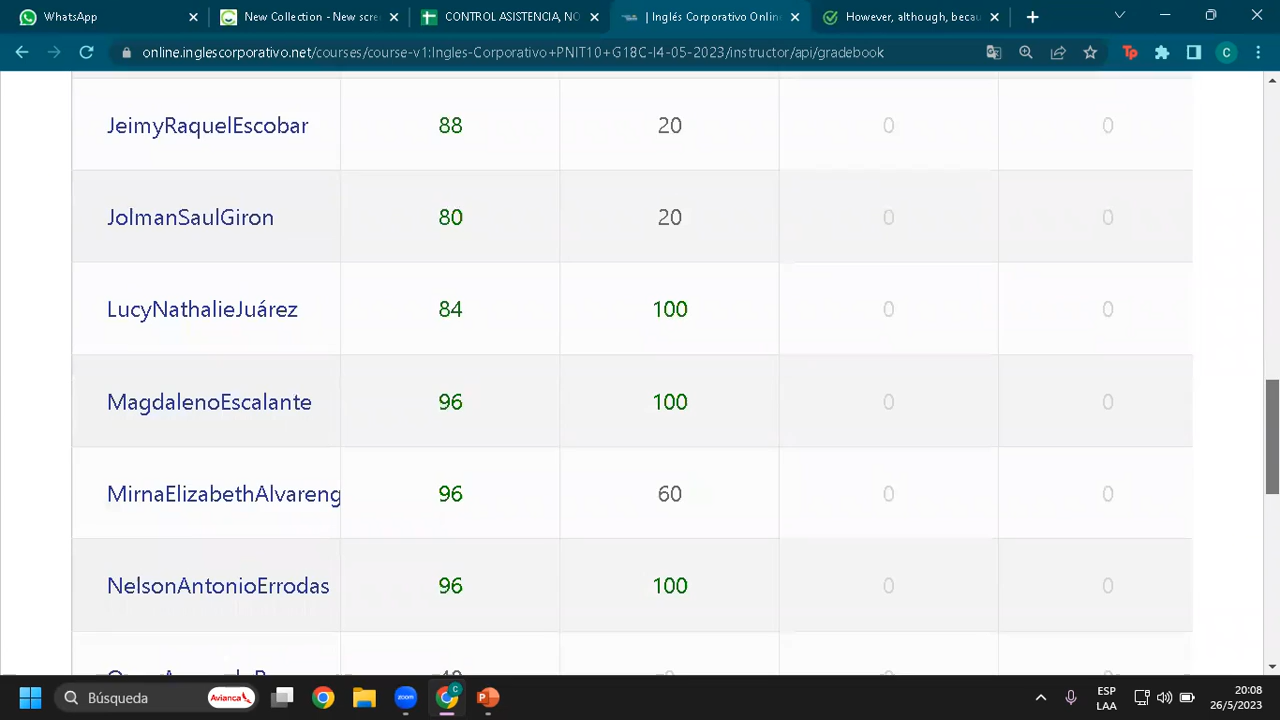 WhatsApp
New Collection - New scre
CONTROL ASISTENCIA, NO
| Inglés Corporativo Online
However, although, becau
online.inglescorporativo.net/courses/course-v1:Ingles-Corporativo+PNIT10+G18C-I4-05-2023/instructor/api/gradebook
Tp
C
JeimyRaquelEscobar 88 20 0 0
JolmanSaulGiron 80 20 0 0
LucyNathalieJuárez 84 100 0 0
MagdalenoEscalante 96 100 0 0
MirnaElizabethAlvareng 96 60 0 0
NelsonAntonioErrodas 96 100 0 0
Búsqueda
Avianca
zoom
C
P
ESP
LAA
20:08
26/5/2023